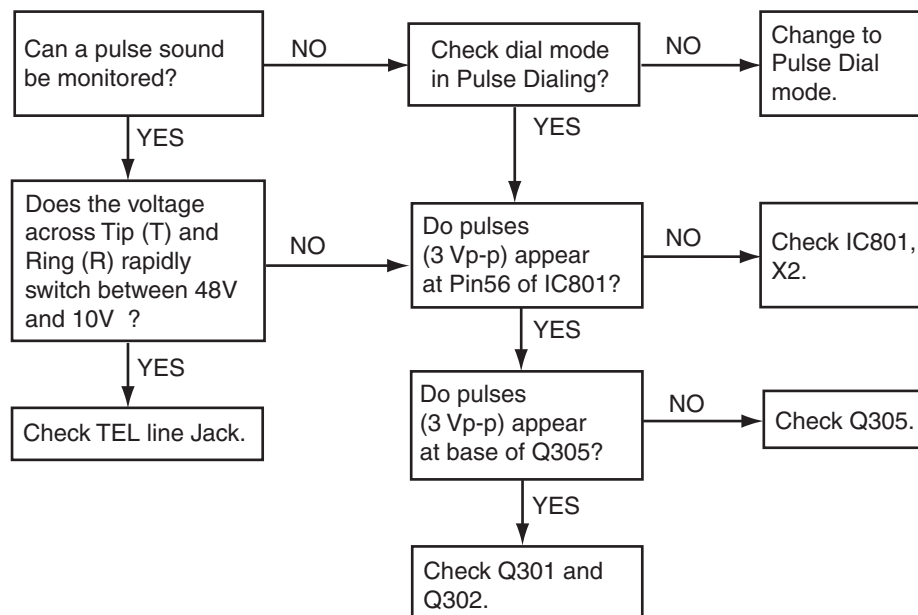 Can a pulse sound
be monitored?
NO
Check dial mode
in Pulse Dialing?
NO
Change to
Pulse Dial
mode.
YES
YES
Does the voltage
across Tip (T) and
Ring (R) rapidly
switch between 48V
and 10V ?
NO
Do pulses
(3 Vp-p) appear
at Pin56 of IC801?
NO
Check IC801,
X2.
YES
YES
Check TEL line Jack.
Do pulses
(3 Vp-p) appear
at base of Q305?
NO
Check Q305.
YES
Check Q301 and
Q302.